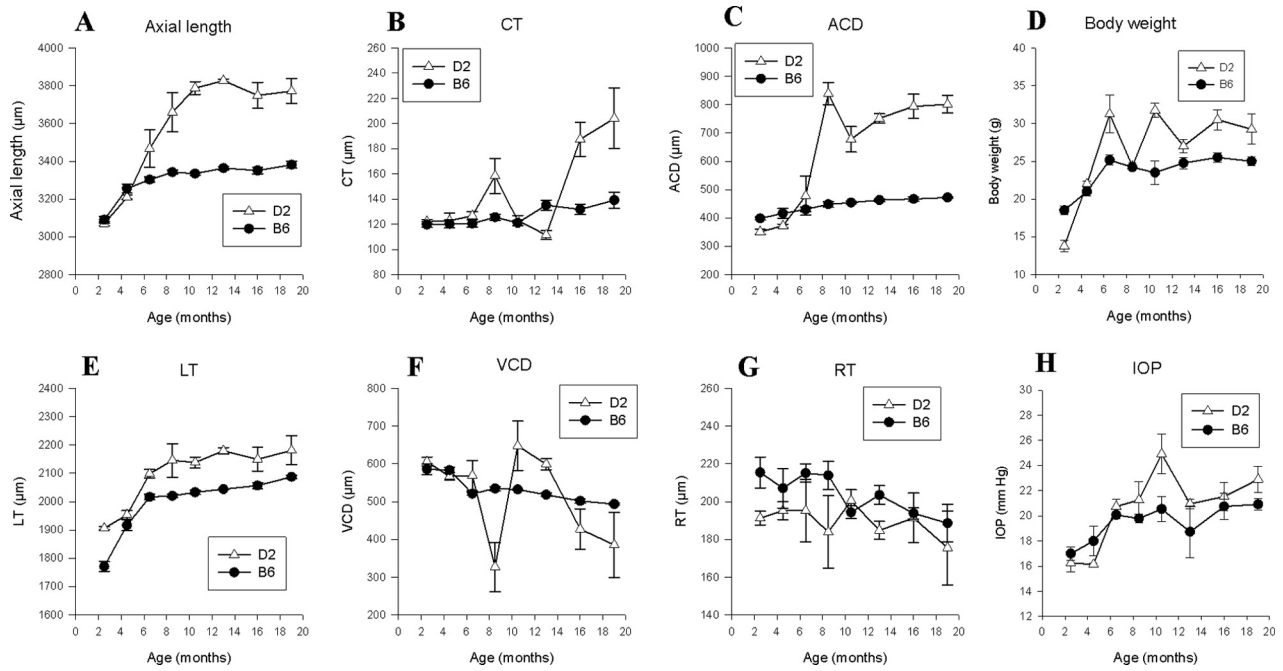 A Axial length
Axial length (µm)
4000
3800
3600
3400
3200
3000
2800
D2
B6
0 2 4 6 8 10 12 14 16 18 20
Age (months)
B CT
CT (µm)
260
240
220
200
180
160
140
120
100
80
D2
B6
0 2 4 6 8 10 12 14 16 18 20
Age (months)
C ACD
ACD (µm)
1000
900
800
700
600
500
400
300
200
D2
B6
0 2 4 6 8 10 12 14 16 18 20
Age (months)
D Body weight
Body weight (g)
40
35
30
25
20
15
10
D2
B6
0 2 4 6 8 10 12 14 16 18 20
Age (months)
E LT
LT (µm)
2400
2300
2200
2100
2000
1900
1800
1700
1600
D2
B6
0 2 4 6 8 10 12 14 16 18 20
Age (months)
F VCD
VCD (µm)
800
700
600
500
400
300
200
D2
B6
0 2 4 6 8 10 12 14 16 18 20
Age (months)
G RT
RT (µm)
260
240
220
200
180
160
140
D2
B6
0 2 4 6 8 10 12 14 16 18 20
Age (months)
H IOP
IOP (mm Hg)
30
28
26
24
22
20
18
16
14
12
D2
B6
0 2 4 6 8 10 12 14 16 18 20
Age (months)